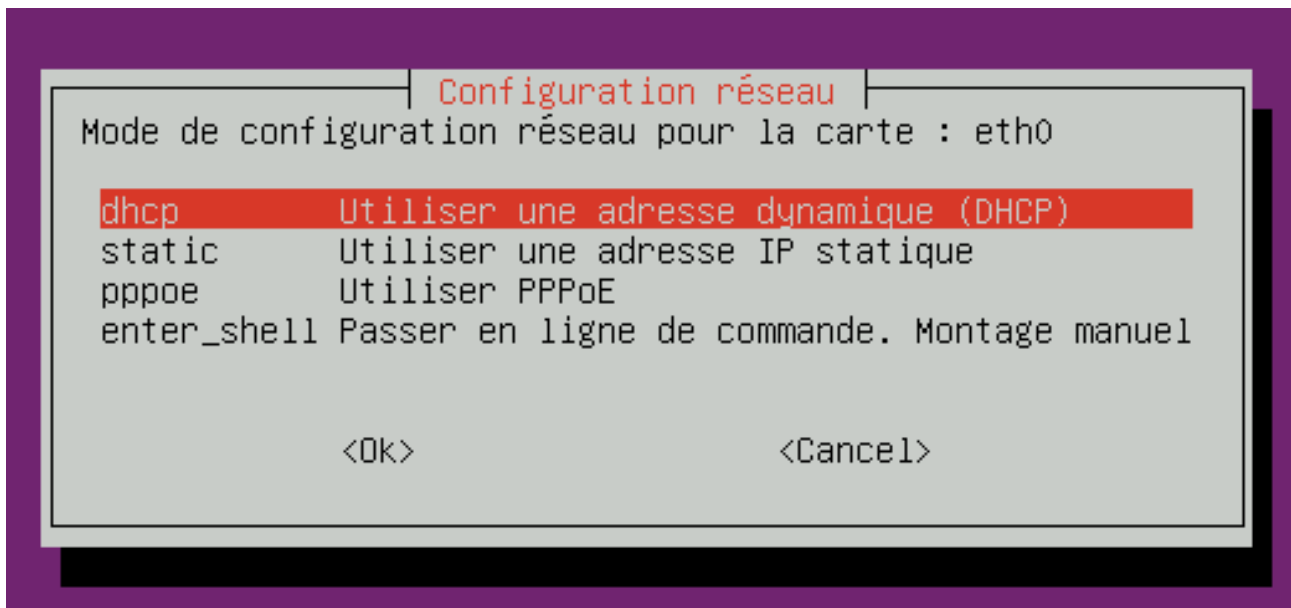 Configuration réseau
Mode de configuration réseau pour la carte : eth0
dhcp Utiliser une adresse dynamique (DHCP)
static Utiliser une adresse IP statique
pppoe Utiliser PPPoE
enter_shell Passer en ligne de commande. Montage manuel
<Ok> <Cancel>